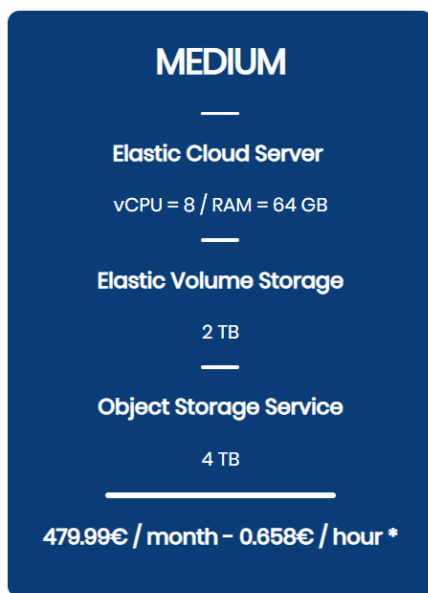 MEDIUM
Elastic Cloud Server
vCPU = 8 / RAM = 64 GB
Elastic Volume Storage
2 TB
Object Storage Service
4 TB
479.99€ / month - 0.658€ / hour *